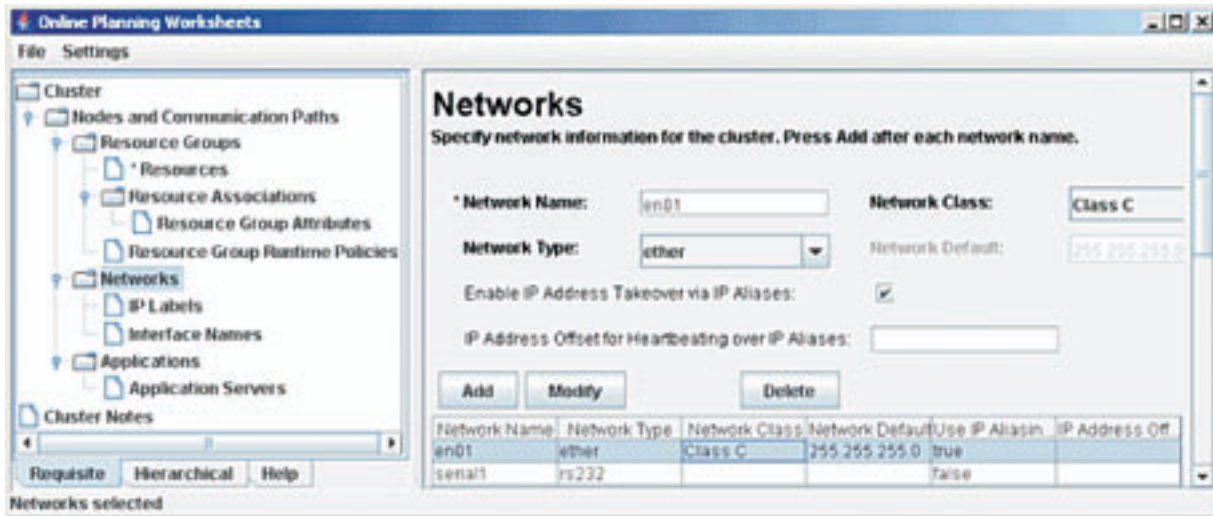 Online Planning Worksheets
File Settings
Cluster
Nodes and Communication Paths
Resource Groups
* Resources
Resource Associations
Resource Group Attributes
Resource Group Runtime Policies
Networks
IP Labels
Interface Names
Applications
Application Servers
Cluster Notes
Requisite Hierarchical Help
Networks selected
Networks
Specify network information for the cluster. Press Add after each network name.
* Network Name: en01 Network Class: Class C
Network Type: ether Network Default: 255.255.255.0
Enable IP Address Takeover via IP Aliases:
IP Address Offset for Heartbeating over IP Aliases:
Add Modify Delete
Network Name Network Type Network Class Network Default Use IP Aliasin IP Address Off
en01 ether Class C 255.255.255.0 true
serial1 rs232 false